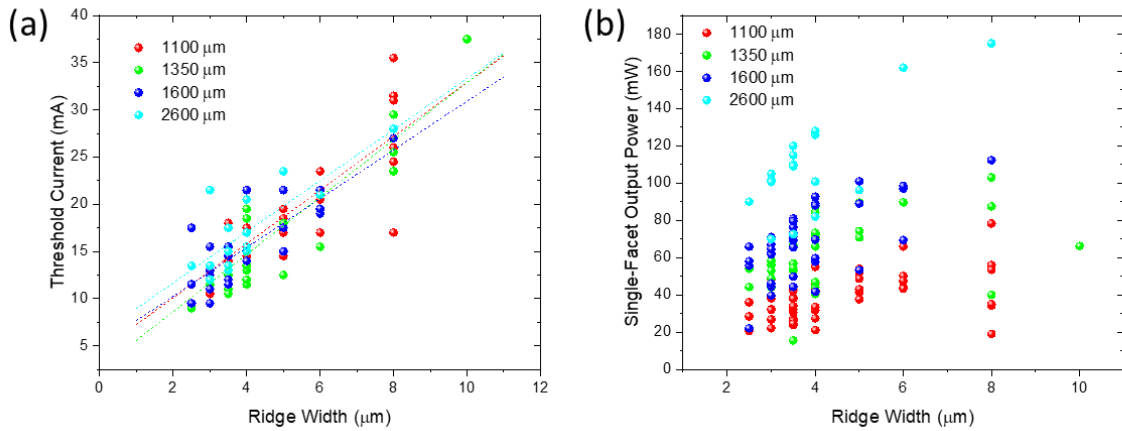 (a)
Threshold Current (mA)
40
35
30
25
20
15
10
5
1100 μm
1350 μm
1600 μm
2600 μm
0 2 4 6 8 10 12
Ridge Width (μm)
(b)
Single-Facet Output Power (mW)
180
160
140
120
100
80
60
40
20
0
1100 μm
1350 μm
1600 μm
2600 μm
2 4 6 8 10
Ridge Width (μm)